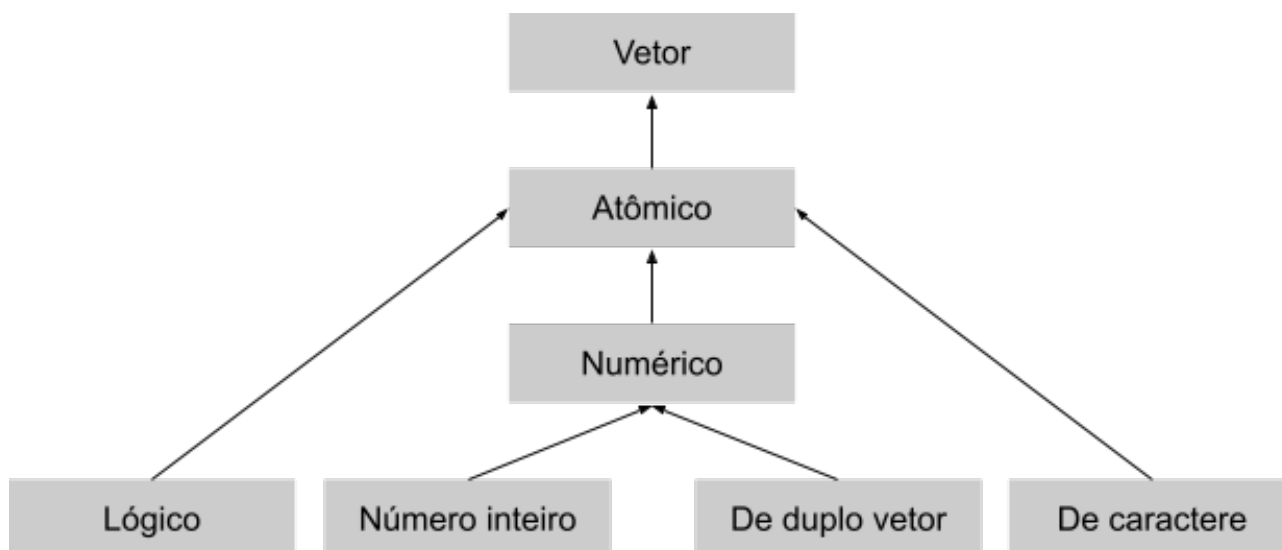 Vetor
Atômico
Numérico
Lógico
Número inteiro
De duplo vetor
De caractere